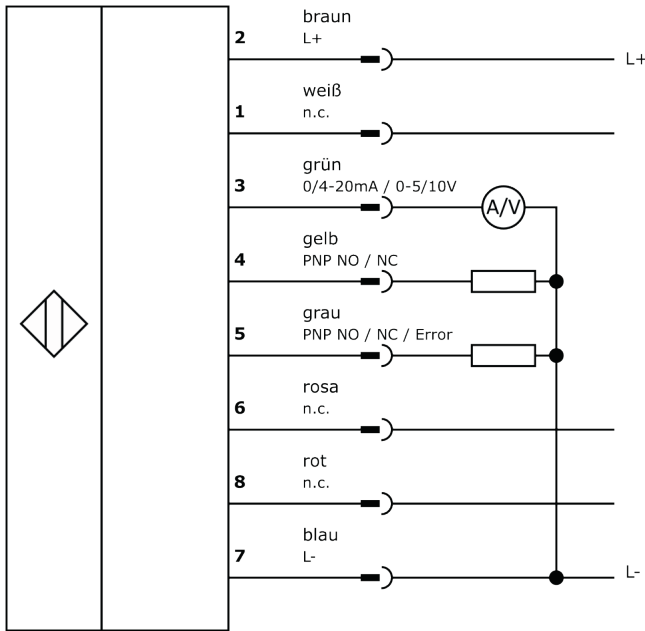 braun
2 L+
L+
weiß
1 n.c.
grün
3 0/4-20mA / 0-5/10V
A/V
gelb
4 PNP NO / NC
grau
5 PNP NO / NC / Error
rosa
6 n.c.
rot
8 n.c.
blau
7 L-
L-